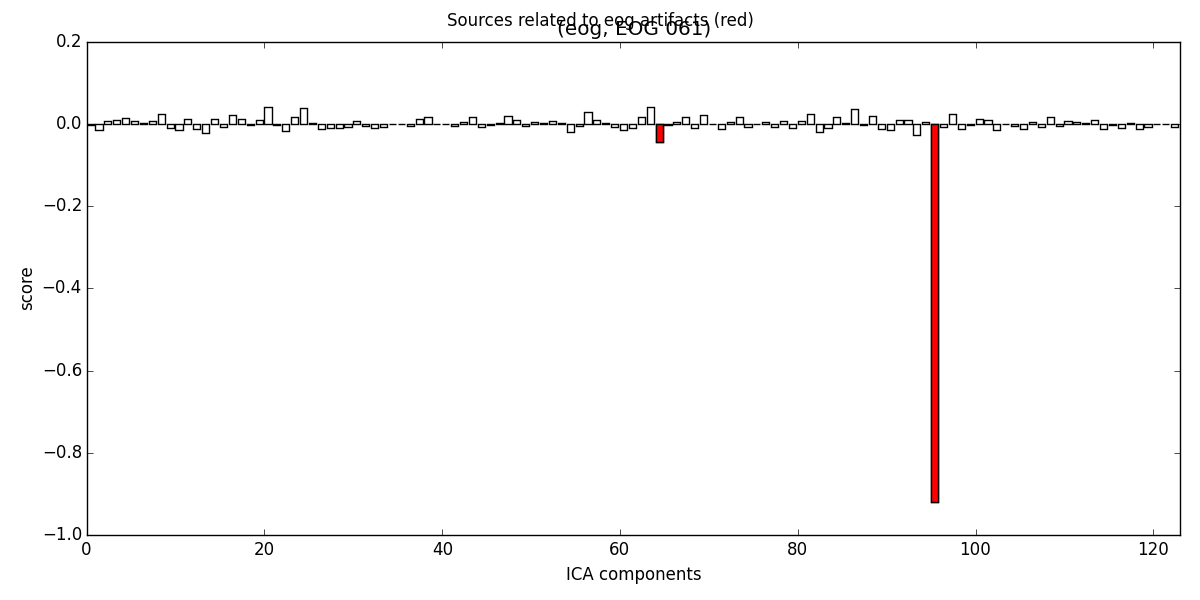 Sources related to eog artifacts (red)
(eog, EOG 061)
0.2
0.0
−0.2
−0.4
−0.6
−0.8
−1.0
score
0 20 40 60 80 100 120
ICA components